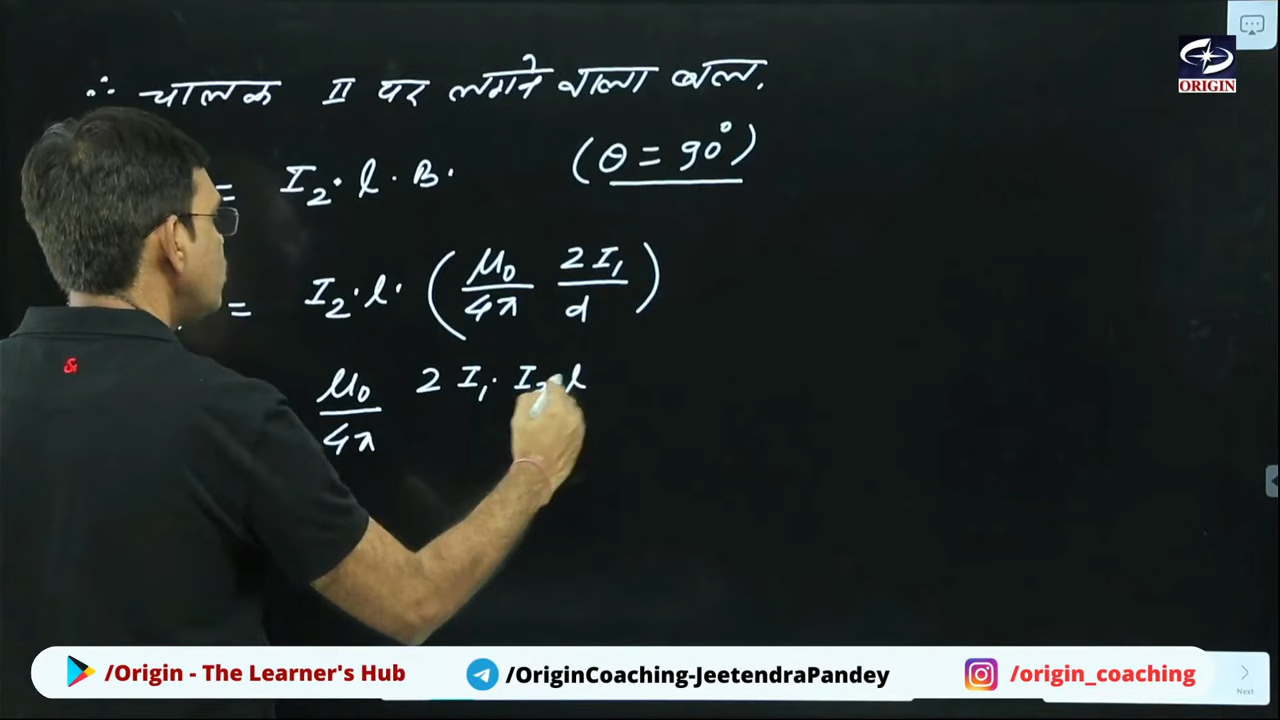 ∴ चालक II पर लगने वाला बल.
= I₂ · l · B · (θ = 90°)
= I₂ · l · ( μ₀/4π 2I₁/d )
μ₀/4π 2 I₁ · I₂ l
ORIGIN
Next
/Origin - The Learner's Hub /OriginCoaching-JeetendraPandey /origin_coaching